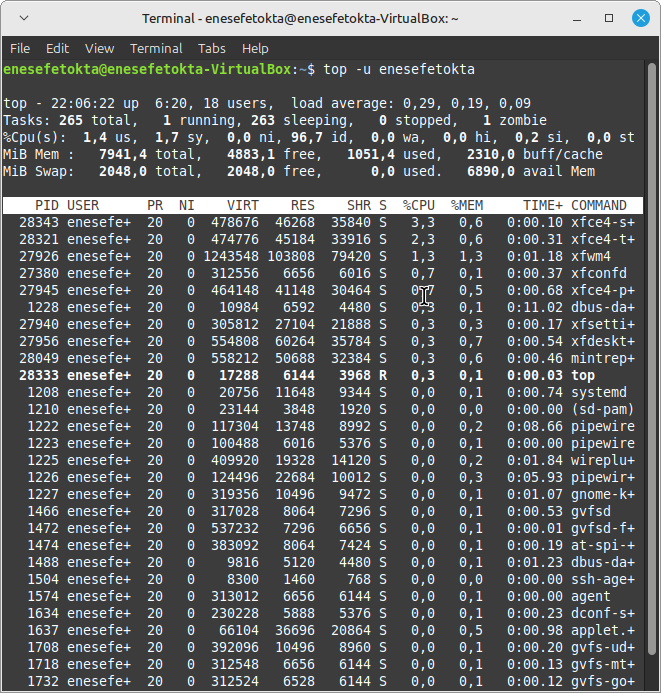 Terminal - enesefetokta@enesefetokta-VirtualBox: ~
File Edit View Terminal Tabs Help
enesefetokta@enesefetokta-VirtualBox:~$ top -u enesefetokta
top - 22:06:22 up  6:20, 18 users,  load average: 0,29, 0,19, 0,09
Tasks: 265 total,   1 running, 263 sleeping,   0 stopped,   1 zombie
%Cpu(s):  1,4 us,  1,7 sy,  0,0 ni, 96,7 id,  0,0 wa,  0,0 hi,  0,2 si,  0,0 st
MiB Mem :   7941,4 total,   4883,1 free,   1051,4 used,   2310,0 buff/cache
MiB Swap:   2048,0 total,   2048,0 free,      0,0 used.   6890,0 avail Mem
PID USER      PR  NI    VIRT    RES    SHR S  %CPU  %MEM     TIME+ COMMAND
28343 enesefe+  20   0  478676  46268  35840 S   3,3   0,6   0:00.10 xfce4-s+
28321 enesefe+  20   0  474776  45184  33916 S   2,3   0,6   0:00.31 xfce4-t+
27926 enesefe+  20   0 1243548 103808  79420 S   1,3   1,3   0:01.18 xfwm4
27380 enesefe+  20   0  312556   6656   6016 S   0,7   0,1   0:00.37 xfconfd
27945 enesefe+  20   0  464148  41148  30464 S   0,7   0,5   0:00.68 xfce4-p+
1228 enesefe+  20   0   10984   6592   4480 S   0,3   0,1   0:11.02 dbus-da+
27940 enesefe+  20   0  305812  27104  21888 S   0,3   0,3   0:00.17 xfsetti+
27956 enesefe+  20   0  554808  60264  35784 S   0,3   0,7   0:00.54 xfdeskt+
28049 enesefe+  20   0  558212  50688  32384 S   0,3   0,6   0:00.46 mintrep+
28333 enesefe+  20   0   17288   6144   3968 R   0,3   0,1   0:00.03 top
1208 enesefe+  20   0   20756  11648   9344 S   0,0   0,1   0:00.74 systemd
1210 enesefe+  20   0   23144   3848   1920 S   0,0   0,0   0:00.00 (sd-pam)
1222 enesefe+  20   0  117304  13748   8992 S   0,0   0,2   0:08.66 pipewire
1223 enesefe+  20   0  100488   6016   5376 S   0,0   0,1   0:00.00 pipewire
1225 enesefe+  20   0  409920  19328  14120 S   0,0   0,2   0:01.84 wireplu+
1226 enesefe+  20   0  124496  22684  10012 S   0,0   0,3   0:05.93 pipewir+
1227 enesefe+  20   0  319356  10496   9472 S   0,0   0,1   0:01.07 gnome-k+
1466 enesefe+  20   0  317028   8064   7296 S   0,0   0,1   0:00.53 gvfsd
1472 enesefe+  20   0  537232   7296   6656 S   0,0   0,1   0:00.01 gvfsd-f+
1474 enesefe+  20   0  383092   8064   7424 S   0,0   0,1   0:00.19 at-spi-+
1488 enesefe+  20   0    9816   5120   4480 S   0,0   0,1   0:01.23 dbus-da+
1504 enesefe+  20   0    8300   1460    768 S   0,0   0,0   0:00.00 ssh-age+
1574 enesefe+  20   0  313012   6656   6144 S   0,0   0,1   0:00.00 agent
1634 enesefe+  20   0  230228   5888   5376 S   0,0   0,1   0:00.23 dconf-s+
1637 enesefe+  20   0   66104  36696  20864 S   0,0   0,5   0:00.98 applet.+
1708 enesefe+  20   0  392096  10496   8960 S   0,0   0,1   0:00.20 gvfs-ud+
1718 enesefe+  20   0  312548   6656   6144 S   0,0   0,1   0:00.13 gvfs-mt+
1732 enesefe+  20   0  312524   6528   6144 S   0,0   0,1   0:00.12 gvfs-go+